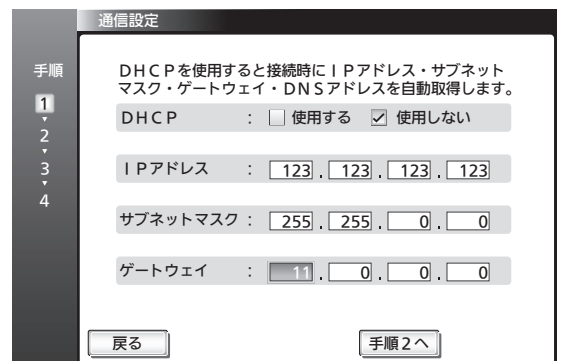 通信設定
手順
1
2
3
4
DHCPを使用すると接続時にIPアドレス・サブネット
マスク・ゲートウェイ・DNSアドレスを自動取得します。
DHCP : 使用する 使用しない
IPアドレス : 123 . 123 . 123 . 123
サブネットマスク : 255 . 255 . 0 . 0
ゲートウェイ : 11 . 0 . 0 . 0
戻る 手順2へ